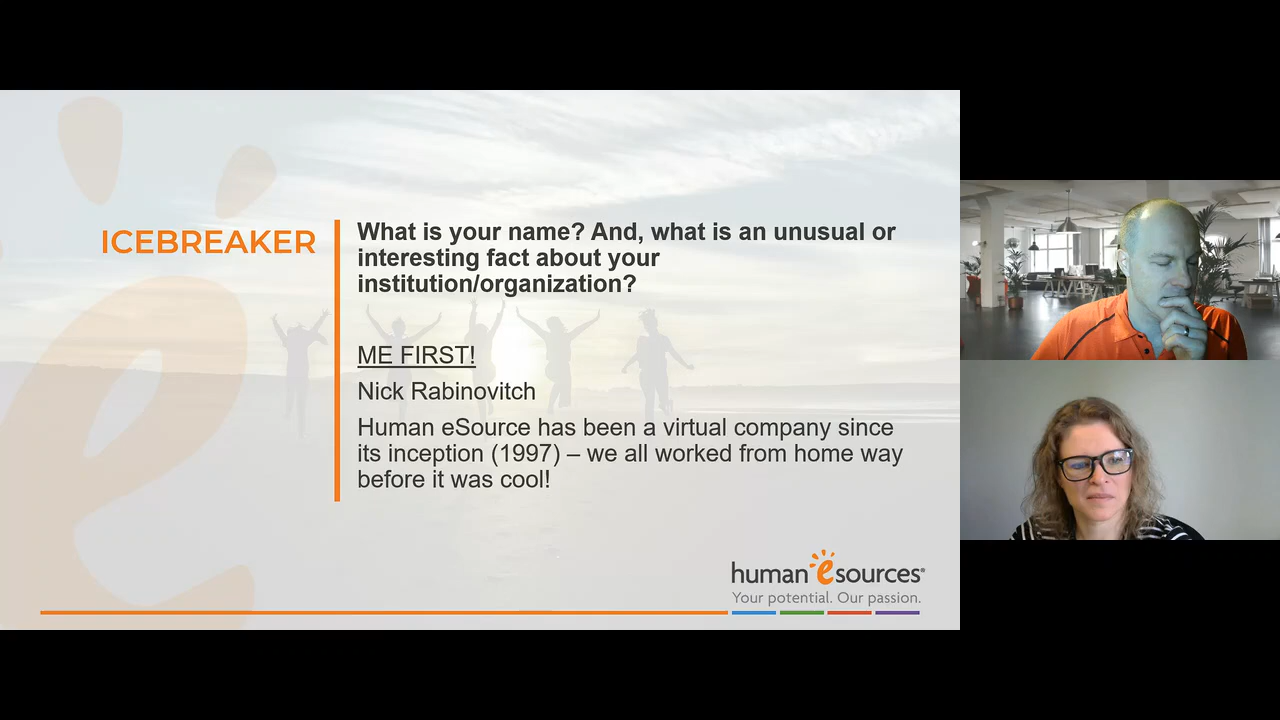 ICEBREAKER
What is your name? And, what is an unusual or
interesting fact about your
institution/organization?
ME FIRST!
Nick Rabinovitch
Human eSource has been a virtual company since
its inception (1997) – we all worked from home way
before it was cool!
human esources®
Your potential. Our passion.